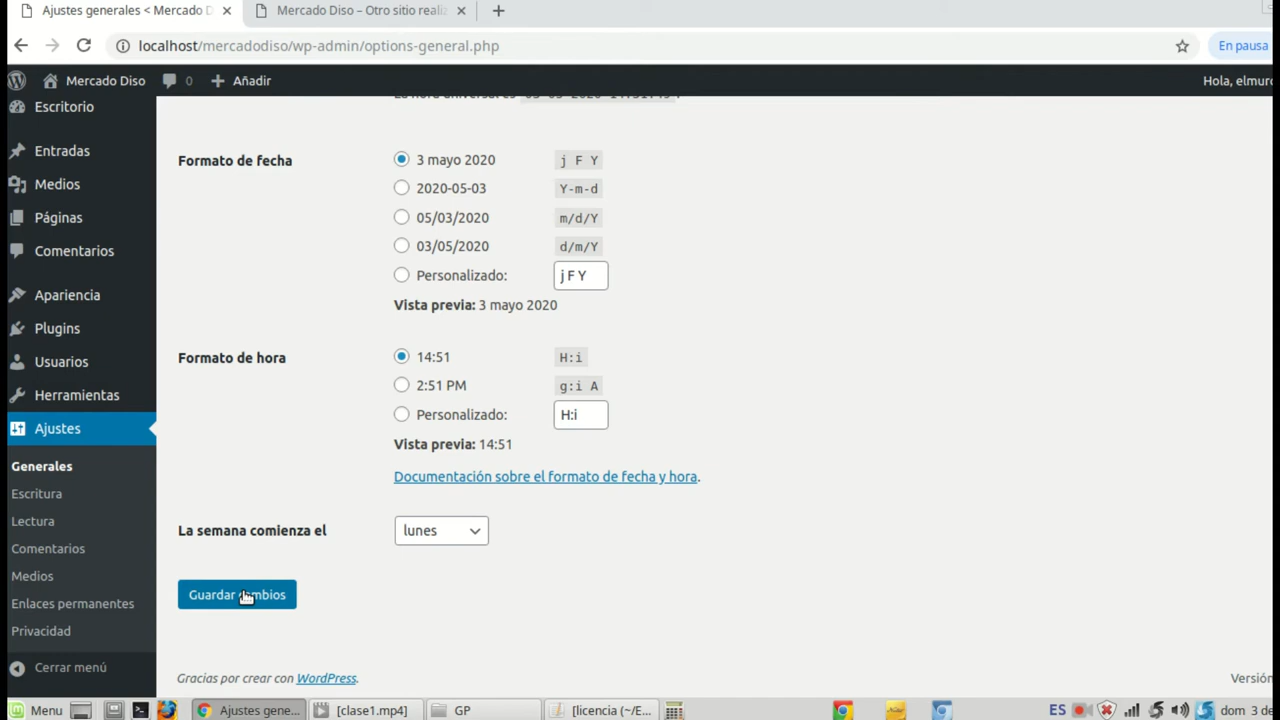 Ajustes generales < Mercado D
Mercado Diso – Otro sitio reali
localhost/mercadodiso/wp-admin/options-general.php
En pausa
Mercado Diso
0
Añadir
Hola, elmuro
Escritorio
Entradas
Medios
Páginas
Comentarios
Apariencia
Plugins
Usuarios
Herramientas
Ajustes
Generales
Escritura
Lectura
Comentarios
Medios
Enlaces permanentes
Privacidad
Cerrar menú
Formato de fecha
3 mayo 2020 j F Y
2020-05-03 Y-m-d
05/03/2020 m/d/Y
03/05/2020 d/m/Y
Personalizado: j F Y
Vista previa: 3 mayo 2020
Formato de hora
14:51 H:i
2:51 PM g:i A
Personalizado: H:i
Vista previa: 14:51
Documentación sobre el formato de fecha y hora.
La semana comienza el
lunes
Guardar cambios
Gracias por crear con WordPress.
Versión
Menu
Ajustes gene...
[clase1.mp4]
GP
[licencia (~/E...
ES
dom 3 de